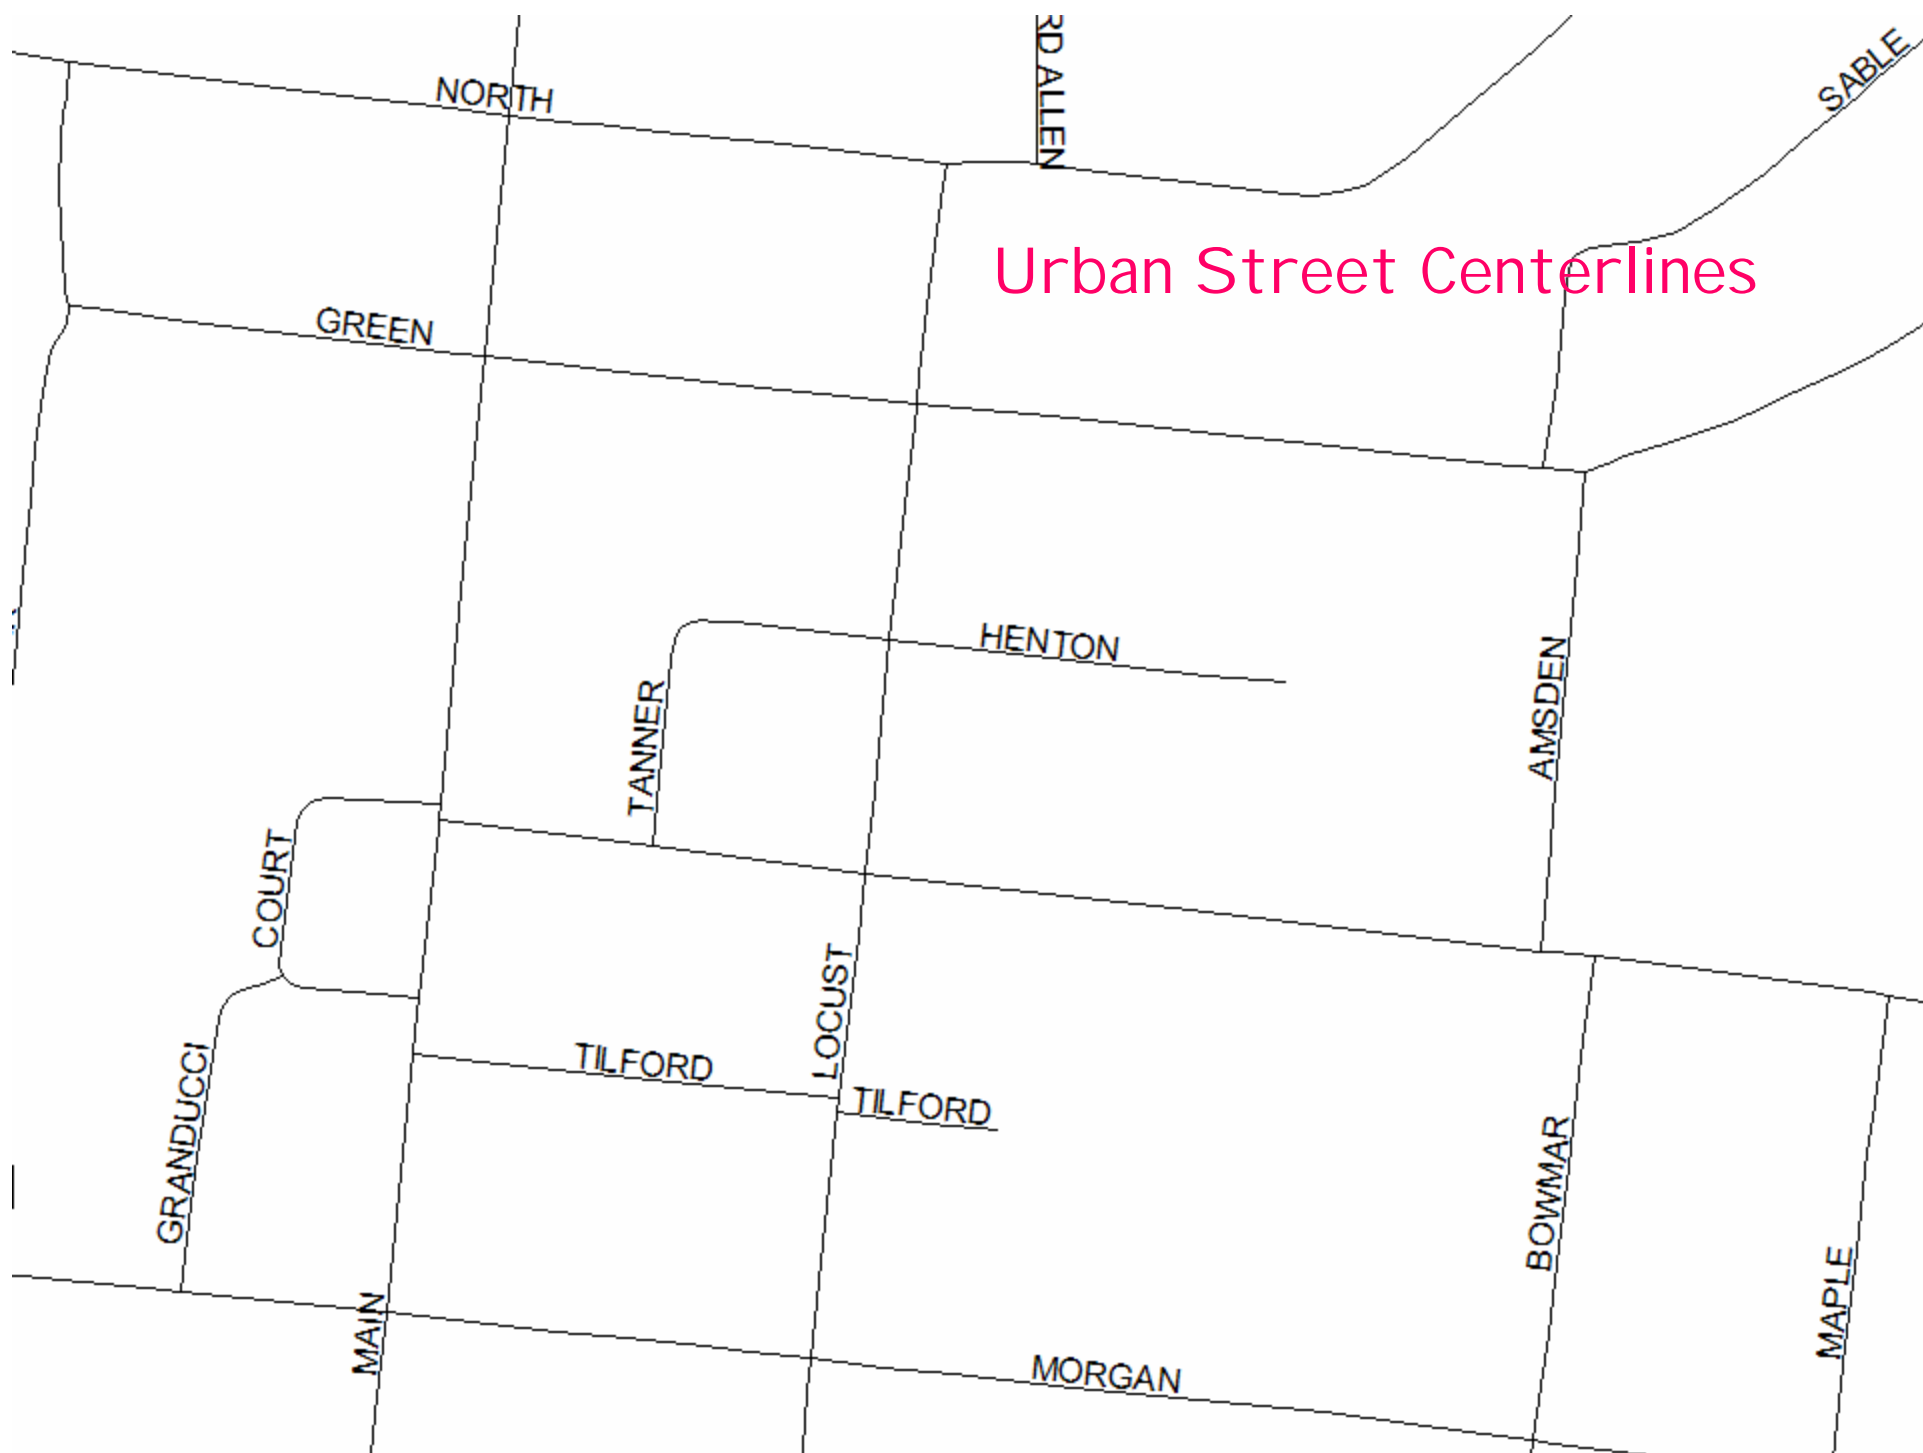 RD ALLEN
SABLE
NORTH
Urban Street Centerlines
GREEN
HENTON
AMSDEN
TANNER
COURT
LOCUST
TILFORD
TILFORD
GRANDUCCI
BOWMAR
MAPLE
MAIN
MORGAN